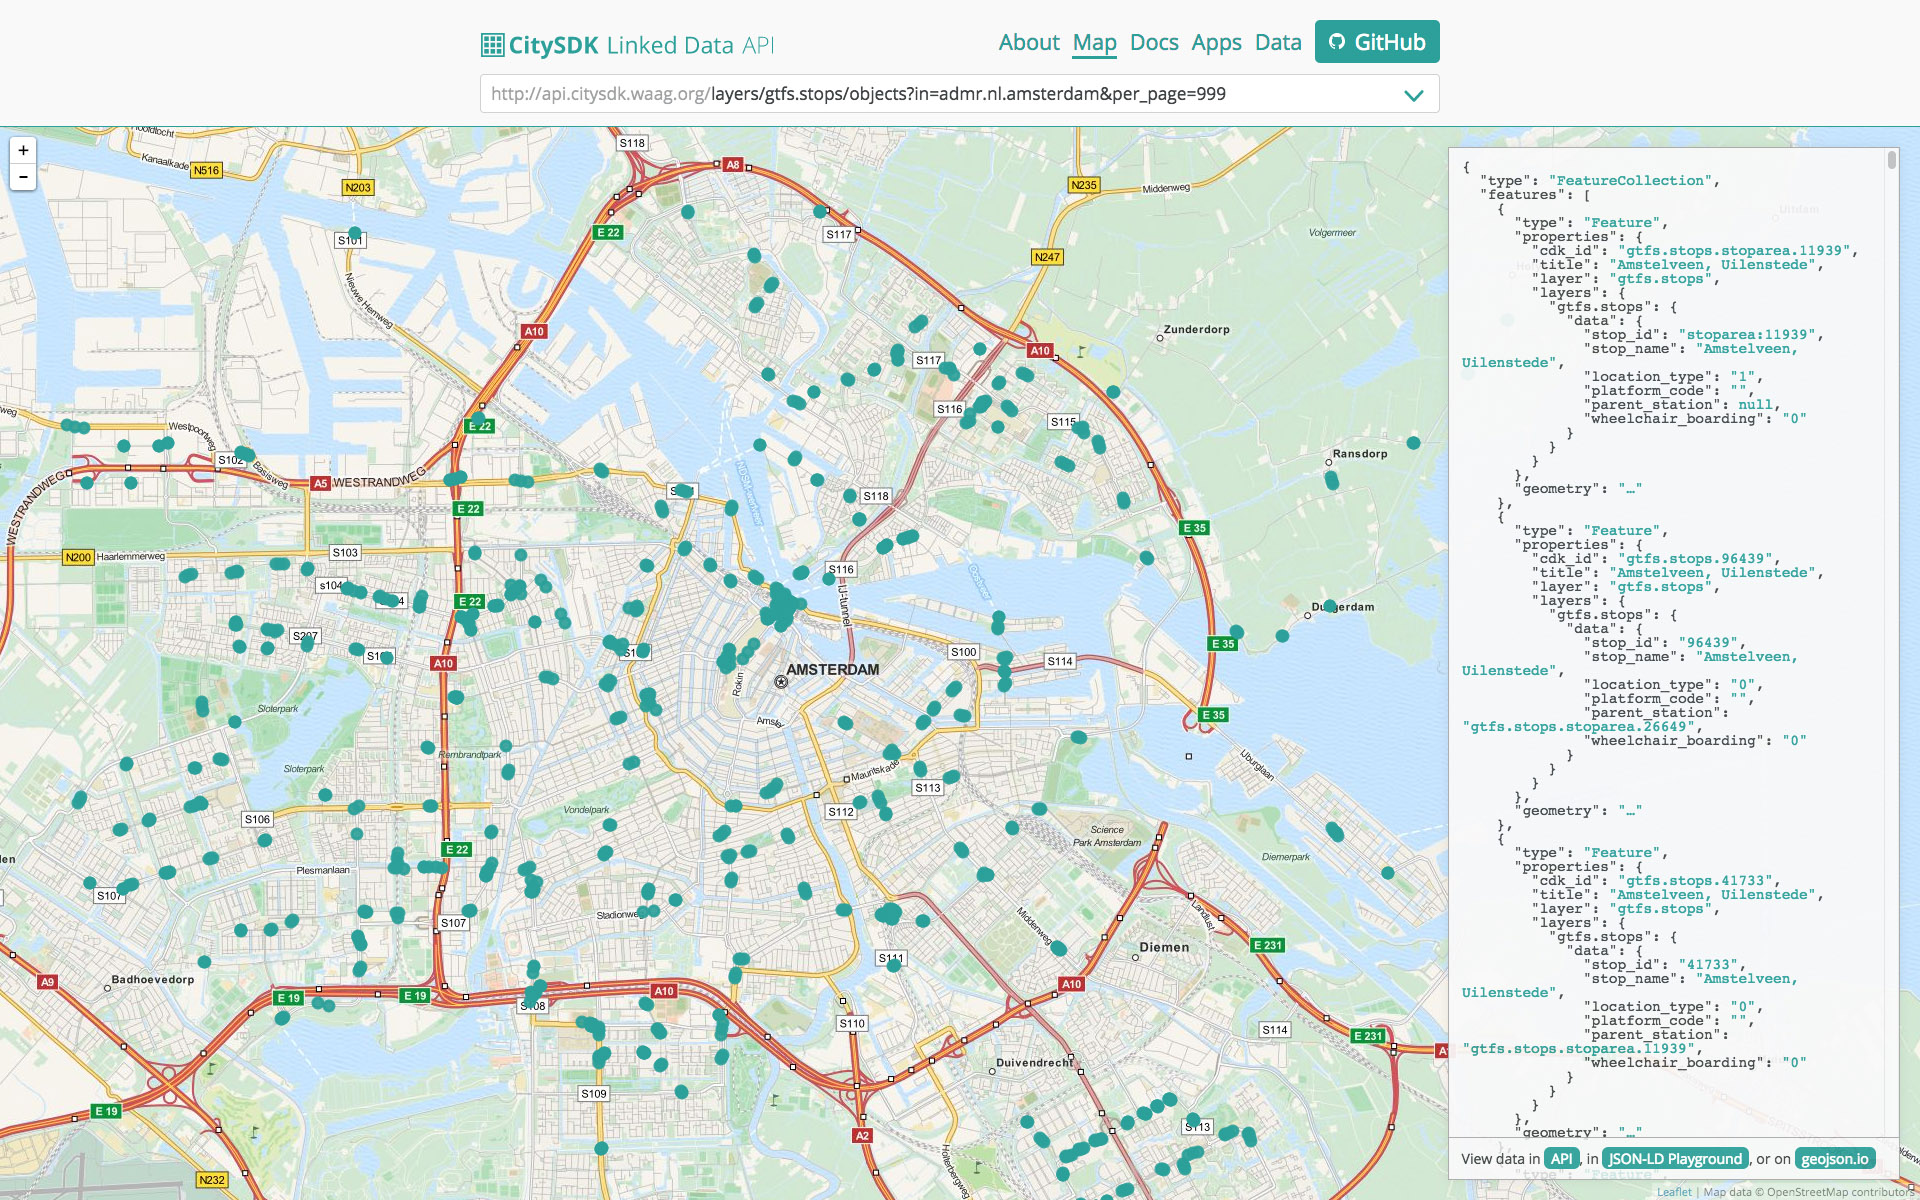 CitySDK Linked Data API
About Map Docs Apps Data GitHub
http://api.citysdk.waag.org/layers/gtfs.stops/objects?in=admr.nl.amsterdam&per_page=999
+
-
Kanaalkade
N516
N203
S118
A8
N235
Middenweg
S101
E 22
S117
N247
Volgermeer
Nieuwe Hemweg
A10
A10
Zunderdorp
S117
S116
S115
E 22
Westpoortweg
S102
Basisweg
A5
WESTRANDWEG
WESTRANDWEG
Ransdorp
S118
E 22
E 35
N200
Haarlemmerweg
S103
S116
s104
E 22
IJ-tunnel
Durgerdam
S207
E 35
A10
S100
S114
AMSTERDAM
Rokin
Sloterpark
Amstel
E 35
Rembrandtpark
Sloterpark
IJburglaan
Mauritskade
S113
Vondelpark
S106
S112
Science
Park Amsterdam
E 22
Diemerpark
Plesmanlaan
S107
Stadionweg
S107
Middenweg
Landlust
Diemen
E 231
S111
Badhoevedorp
A9
E 19
E 19
A10
A10
S108
S110
S114
E 231
Duivendrecht
S109
E 19
S113
A2
Holterbergweg
N232
{
"type": "FeatureCollection",
"features": [
{
"type": "Feature",
"properties": {
"cdk_id": "gtfs.stops.stoparea.11939",
"title": "Amstelveen, Uilenstede",
"layer": "gtfs.stops",
"layers": {
"gtfs.stops": {
"data": {
"stop_id": "stoparea:11939",
"stop_name": "Amstelveen,
Uilenstede",
"location_type": "1",
"platform_code": "",
"parent_station": null,
"wheelchair_boarding": "0"
}
}
}
},
"geometry": "…"
},
{
"type": "Feature",
"properties": {
"cdk_id": "gtfs.stops.96439",
"title": "Amstelveen, Uilenstede",
"layer": "gtfs.stops",
"layers": {
"gtfs.stops": {
"data": {
"stop_id": "96439",
"stop_name": "Amstelveen,
Uilenstede",
"location_type": "0",
"platform_code": "",
"parent_station":
"gtfs.stops.stoparea.26649",
"wheelchair_boarding": "0"
}
}
}
},
"geometry": "…"
},
{
"type": "Feature",
"properties": {
"cdk_id": "gtfs.stops.41733",
"title": "Amstelveen, Uilenstede",
"layer": "gtfs.stops",
"layers": {
"gtfs.stops": {
"data": {
"stop_id": "41733",
"stop_name": "Amstelveen,
Uilenstede",
"location_type": "0",
"platform_code": "",
"parent_station":
"gtfs.stops.stoparea.11939",
"wheelchair_boarding": "0"
}
}
}
},
"geometry": "…"
View data in API, in JSON-LD Playground, or on geojson.io
Leaflet | Map data © OpenStreetMap contributors